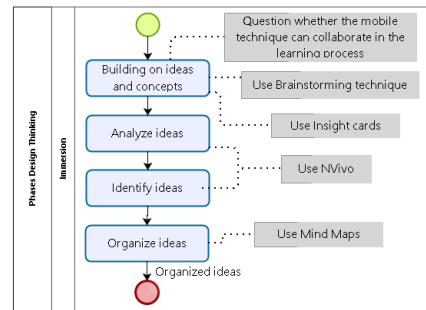 Phases Design Thinking
Immersion
Question whether the mobile
technique can collaborate in the
learning process
Building on ideas
and concepts
Use Brainstorming technique
Use Insight cards
Analyze ideas
Use NVivo
Identify ideas
Organize ideas
Use Mind Maps
Organized ideas